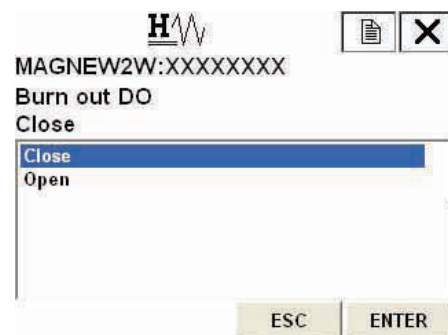 H
MAGNEW2W:XXXXXXXX
Burn out DO
Close
Close
Open
ESC ENTER